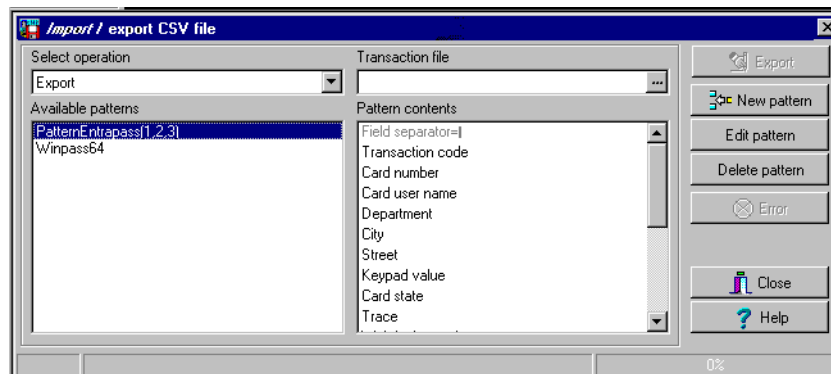 Import / export CSV file
Select operation
Transaction file
Export
Export
Available patterns
Pattern contents
New pattern
PatternEntrapass(1,2,3)
Winpass64
Field separator=|
Transaction code
Card number
Card user name
Department
City
Street
Keypad value
Card state
Trace
Edit pattern
Delete pattern
Error
Close
Help
0%